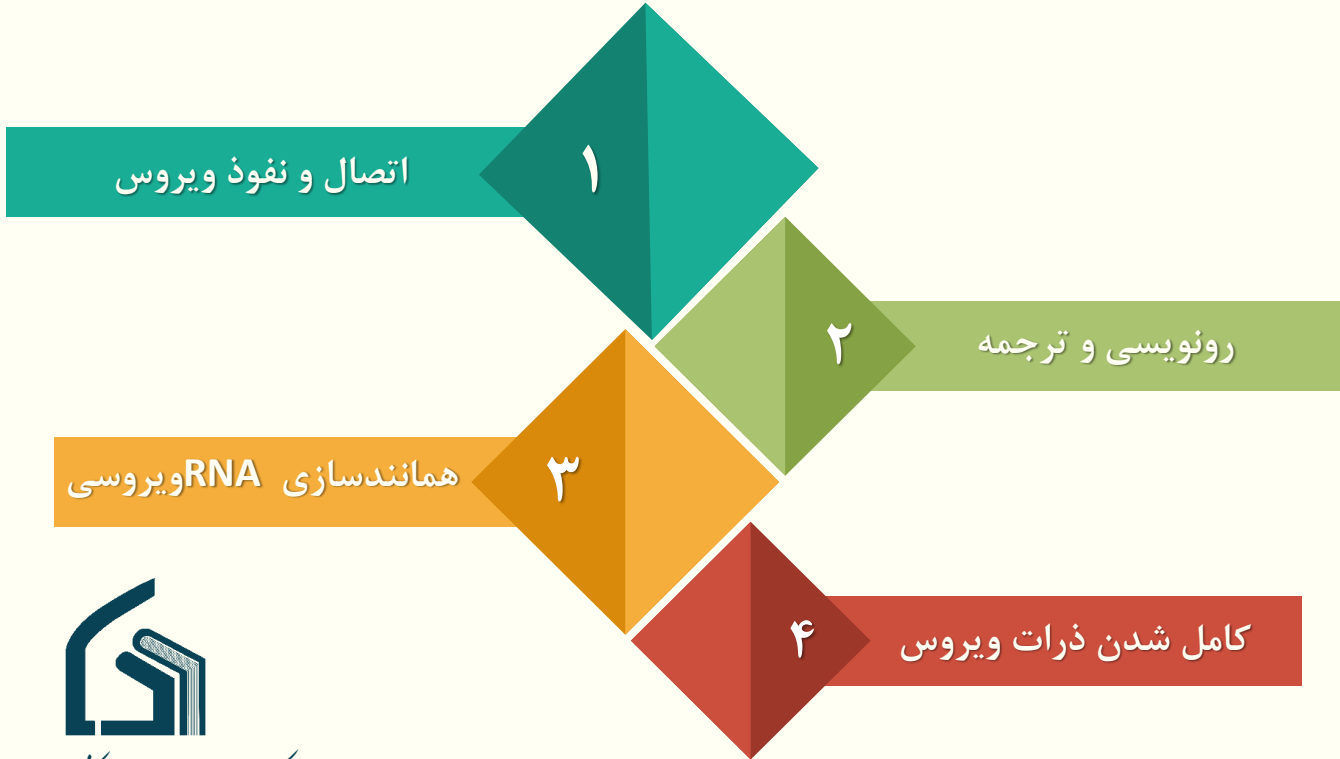 ۱
اتصال و نفوذ ویروس
۲
رونویسی و ترجمه
۳
همانندسازی RNAویروسی
۴
کامل شدن ذرات ویروس